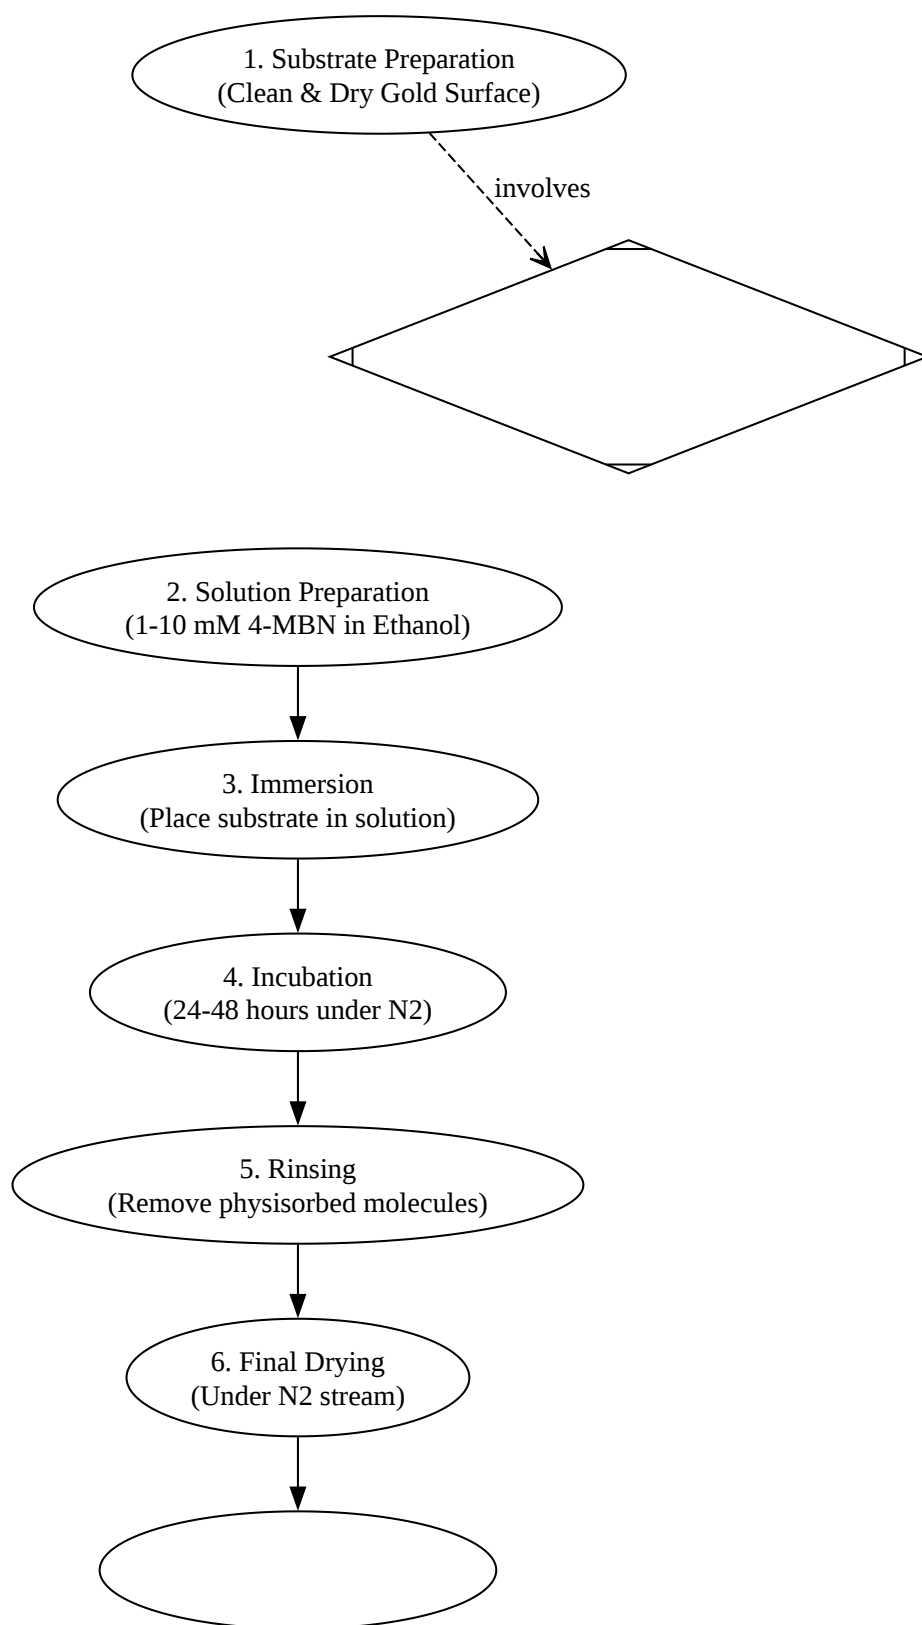 1. Substrate Preparation
(Clean & Dry Gold Surface)
involves
2. Solution Preparation
(1-10 mM 4-MBN in Ethanol)
3. Immersion
(Place substrate in solution)
4. Incubation
(24-48 hours under N2)
5. Rinsing
(Remove physisorbed molecules)
6. Final Drying
(Under N2 stream)